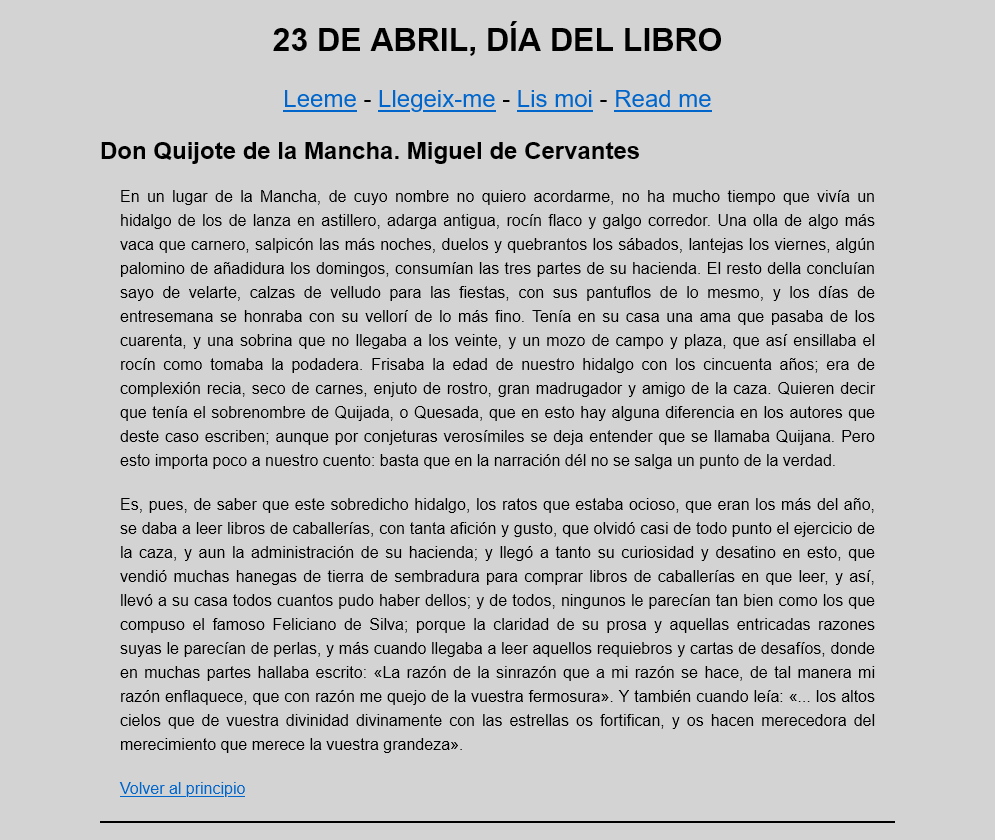 23 DE ABRIL, DÍA DEL LIBRO
Leeme - Llegeix-me - Lis moi - Read me
Don Quijote de la Mancha. Miguel de Cervantes
En un lugar de la Mancha, de cuyo nombre no quiero acordarme, no ha mucho tiempo que vivía un
hidalgo de los de lanza en astillero, adarga antigua, rocín flaco y galgo corredor. Una olla de algo más
vaca que carnero, salpicón las más noches, duelos y quebrantos los sábados, lantejas los viernes, algún
palomino de añadidura los domingos, consumían las tres partes de su hacienda. El resto della concluían
sayo de velarte, calzas de velludo para las fiestas, con sus pantuflos de lo mesmo, y los días de
entresemana se honraba con su vellorí de lo más fino. Tenía en su casa una ama que pasaba de los
cuarenta, y una sobrina que no llegaba a los veinte, y un mozo de campo y plaza, que así ensillaba el
rocín como tomaba la podadera. Frisaba la edad de nuestro hidalgo con los cincuenta años; era de
complexión recia, seco de carnes, enjuto de rostro, gran madrugador y amigo de la caza. Quieren decir
que tenía el sobrenombre de Quijada, o Quesada, que en esto hay alguna diferencia en los autores que
deste caso escriben; aunque por conjeturas verosímiles se deja entender que se llamaba Quijana. Pero
esto importa poco a nuestro cuento: basta que en la narración dél no se salga un punto de la verdad.
Es, pues, de saber que este sobredicho hidalgo, los ratos que estaba ocioso, que eran los más del año,
se daba a leer libros de caballerías, con tanta afición y gusto, que olvidó casi de todo punto el ejercicio de
la caza, y aun la administración de su hacienda; y llegó a tanto su curiosidad y desatino en esto, que
vendió muchas hanegas de tierra de sembradura para comprar libros de caballerías en que leer, y así,
llevó a su casa todos cuantos pudo haber dellos; y de todos, ningunos le parecían tan bien como los que
compuso el famoso Feliciano de Silva; porque la claridad de su prosa y aquellas entricadas razones
suyas le parecían de perlas, y más cuando llegaba a leer aquellos requiebros y cartas de desafíos, donde
en muchas partes hallaba escrito: «La razón de la sinrazón que a mi razón se hace, de tal manera mi
razón enflaquece, que con razón me quejo de la vuestra fermosura». Y también cuando leía: «... los altos
cielos que de vuestra divinidad divinamente con las estrellas os fortifican, y os hacen merecedora del
merecimiento que merece la vuestra grandeza».
Volver al principio